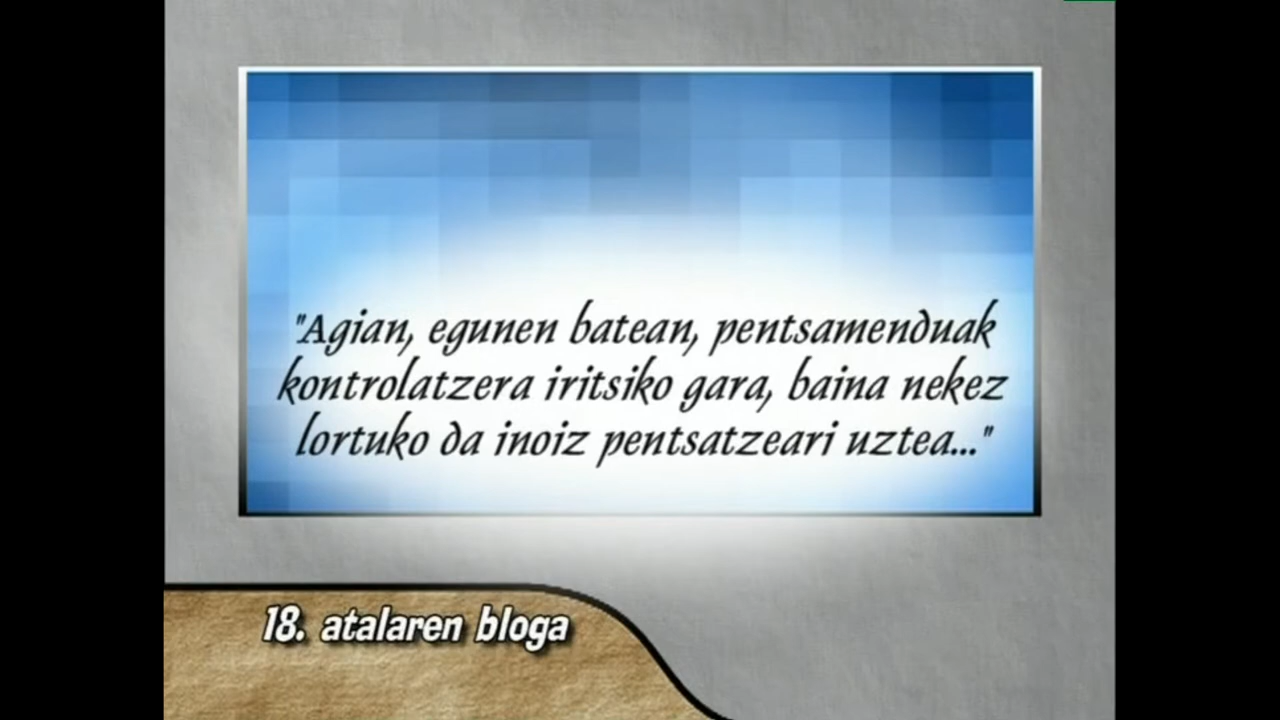 "Agian, egunen batean, pentsamenduak
kontrolatzera iritsiko gara, baina nekez
lortuko da inoiz pentsatzeari uztea..."
18. atalaren bloga